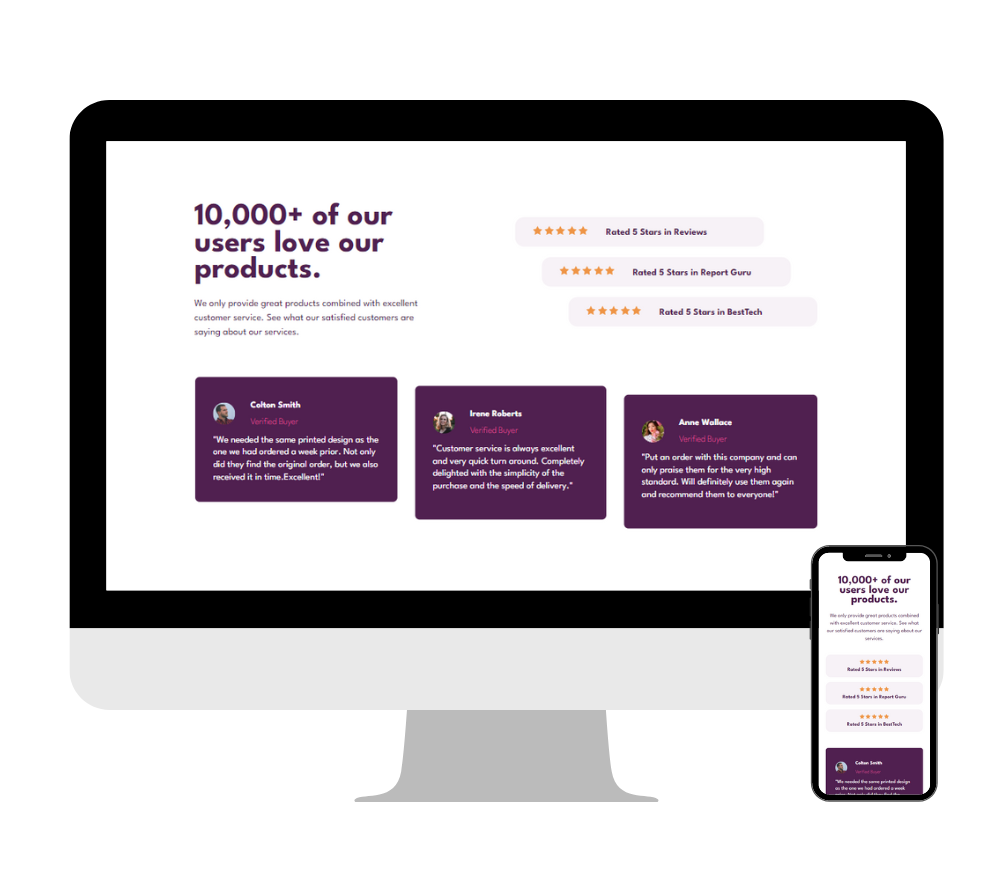 10,000+ of our
users love our
products.
We only provide great products combined with excellent
customer service. See what our satisfied customers are
saying about our services.
Rated 5 Stars in Reviews
Rated 5 Stars in Report Guru
Rated 5 Stars in BestTech
Colton Smith
Verified Buyer
"We needed the same printed design as the
one we had ordered a week prior. Not only
did they find the original order, but we also
received it in time.Excellent!"
Irene Roberts
Verified Buyer
"Customer service is always excellent
and very quick turn around. Completely
delighted with the simplicity of the
purchase and the speed of delivery."
Anne Wallace
Verified Buyer
"Put an order with this company and can
only praise them for the very high
standard. Will definitely use them again
and recommend them to everyone!"
10,000+ of our
users love our
products.
We only provide great products combined
with excellent customer service. See what
our satisfied customers are saying about our
services.
Rated 5 Stars in Reviews
Rated 5 Stars in Report Guru
Rated 5 Stars in BestTech
Colton Smith
Verified Buyer
"We needed the same printed design
as the one we had ordered a week